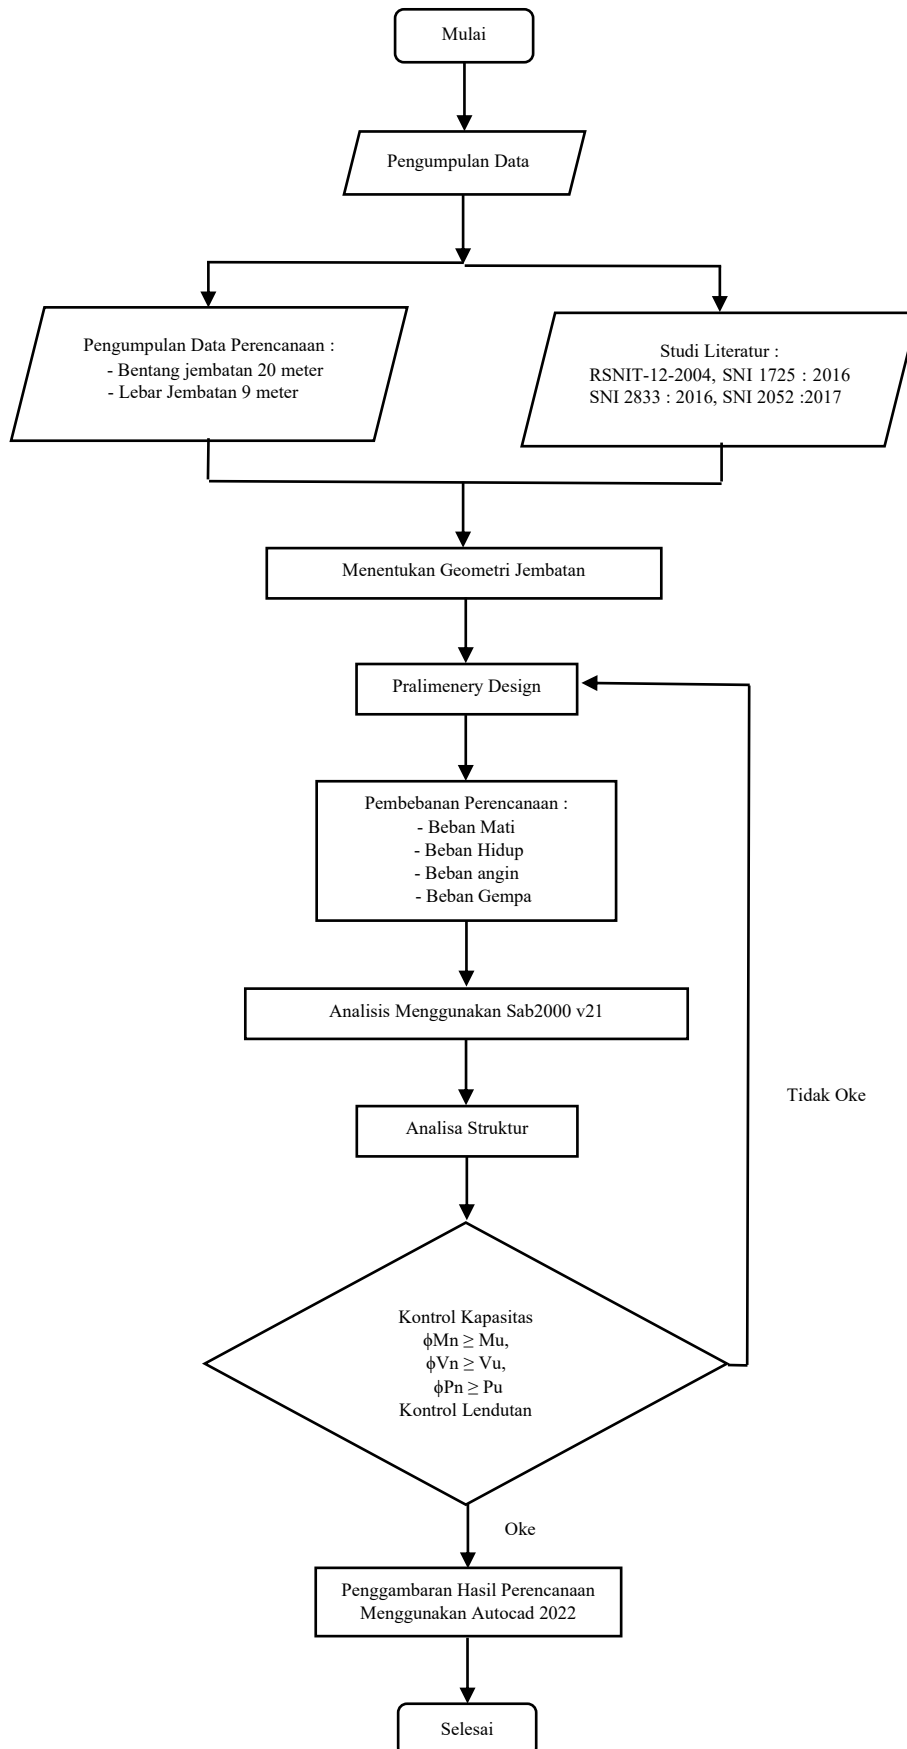 Mulai
Pengumpulan Data
Pengumpulan Data Perencanaan :
- Bentang jembatan 20 meter
- Lebar Jembatan 9 meter
Studi Literatur :
RSNIT-12-2004, SNI 1725 : 2016
SNI 2833 : 2016, SNI 2052 :2017
Menentukan Geometri Jembatan
Pralimenery Design
Pembebanan Perencanaan :
- Beban Mati
- Beban Hidup
- Beban angin
- Beban Gempa
Analisis Menggunakan Sab2000 v21
Tidak Oke
Analisa Struktur
Kontrol Kapasitas
ϕMn ≥ Mu,
ϕVn ≥ Vu,
ϕPn ≥ Pu
Kontrol Lendutan
Oke
Penggambaran Hasil Perencanaan
Menggunakan Autocad 2022
Selesai